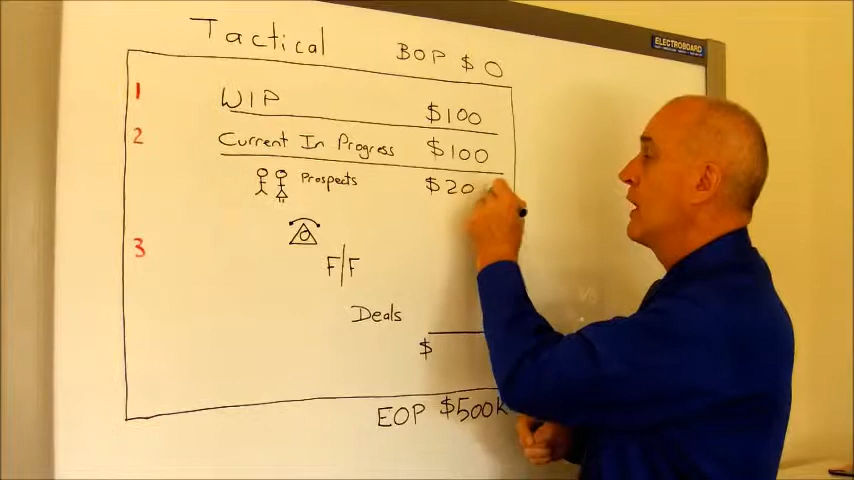 ELECTROBOARD
Tactical
BOP $0
1 WIP $100
2 Current In Progress $100
Prospects $20
3
F/F
Deals
$
EOP $500K